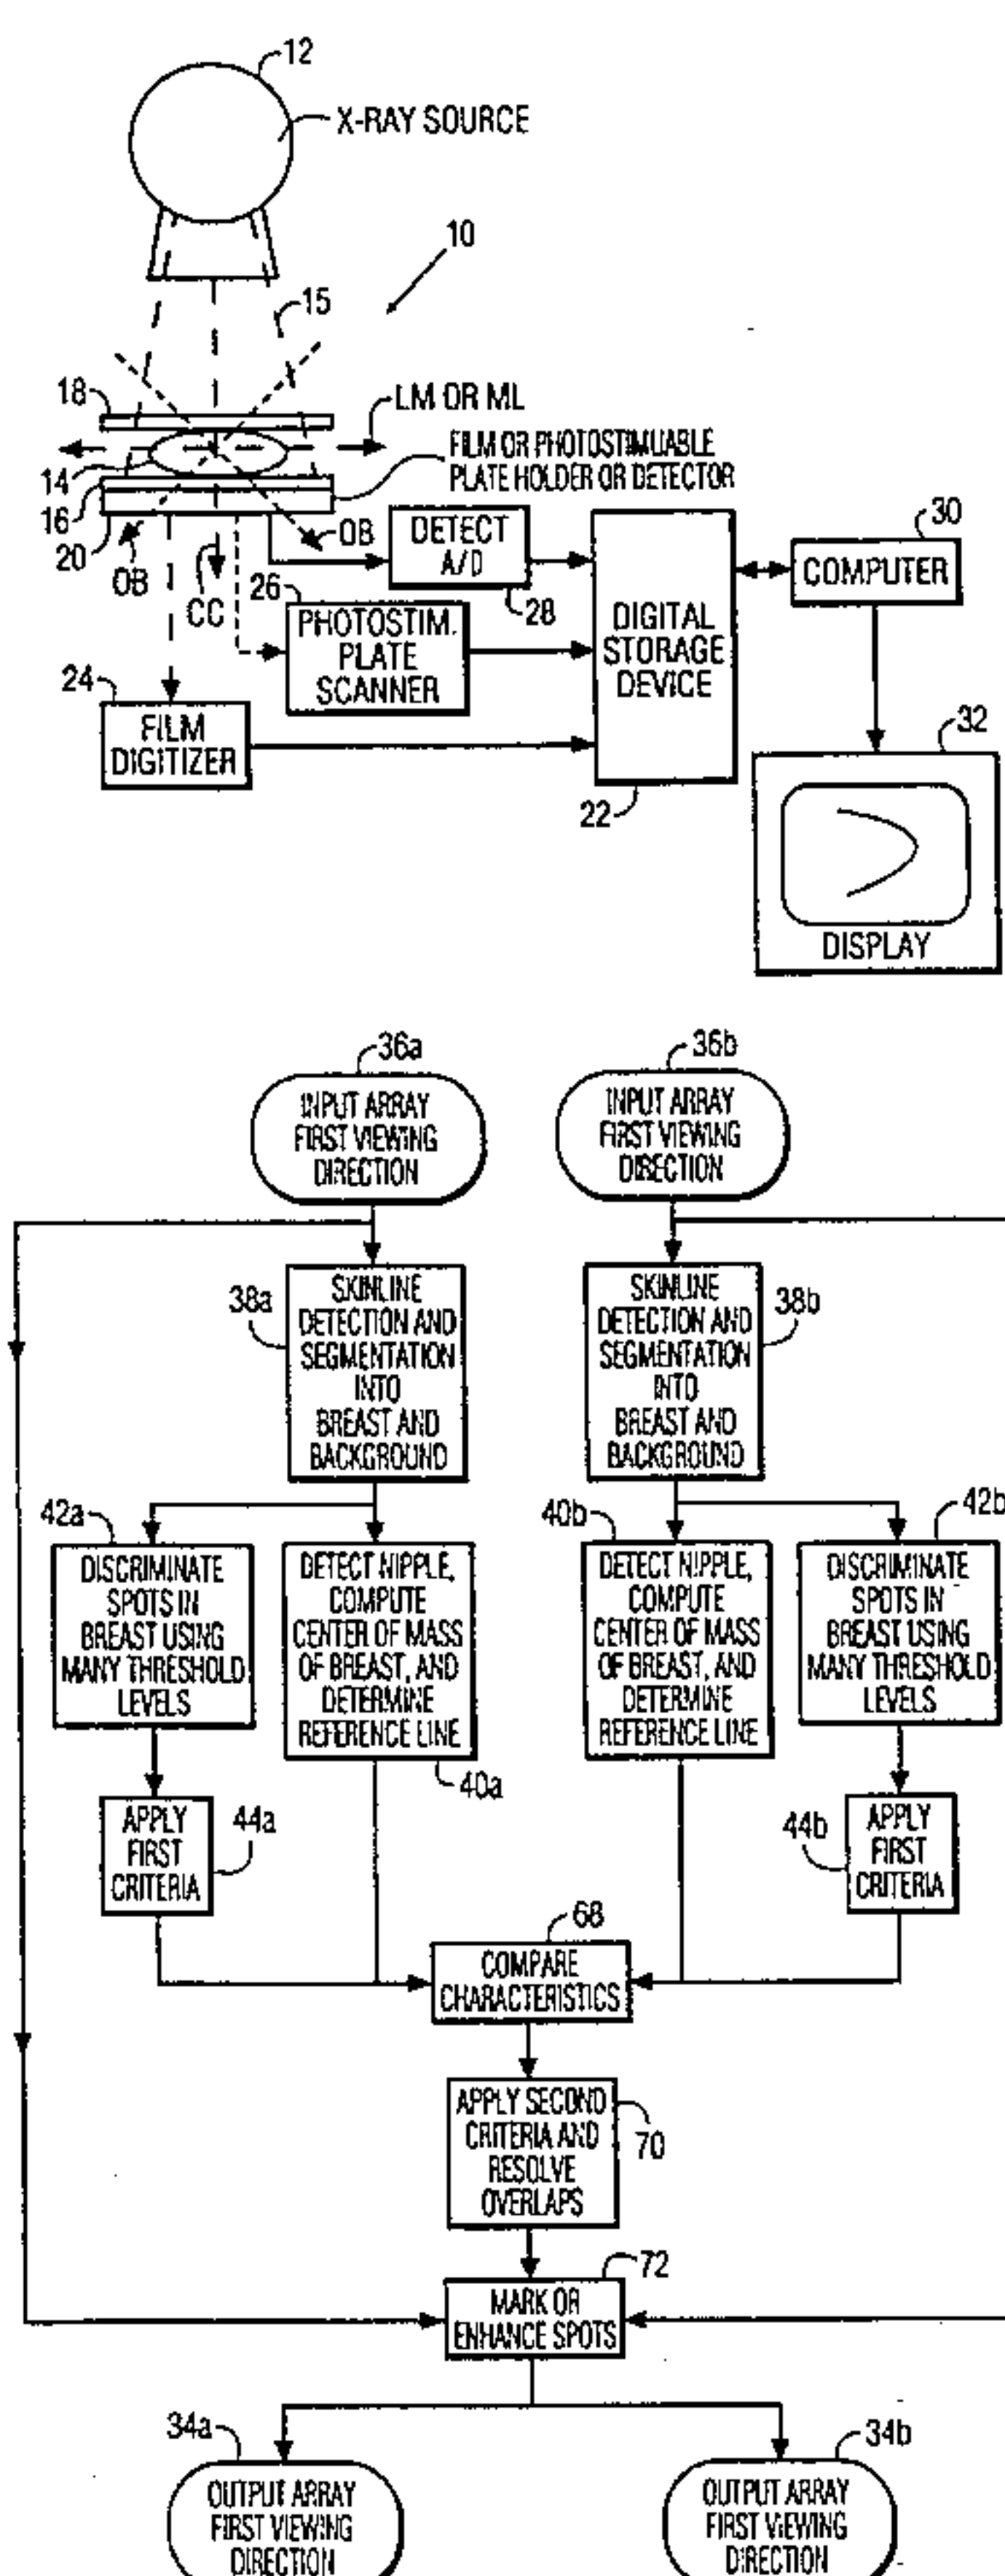 12
X-RAY SOURCE
10
15
18
LM OR ML
FILM OR PHOTOSTIMUABLE
PLATE HOLDER OR DETECTOR
14
16
20
OB
CC
OB
DETECT
A/D
28
26
PHOTOSTIM.
PLATE
SCANNER
24
FILM
DIGITIZER
DIGITAL
STORAGE
DEVICE
22
30
COMPUTER
32
DISPLAY
36a
INPUT ARRAY
FIRST VIEWING
DIRECTION
36b
INPUT ARRAY
FIRST VIEWING
DIRECTION
38a
SKINLINE
DETECTION AND
SEGMENTATION
INTO
BREAST AND
BACKGROUND
SKINLINE
DETECTION AND
SEGMENTATION
INTO
BREAST AND
BACKGROUND
38b
42a
DISCRIMINATE
SPOTS IN
BREAST USING
MANY THRESHOLD
LEVELS
DETECT NIPPLE,
COMPUTE
CENTER OF MASS
OF BREAST, AND
DETERMINE
REFERENCE LINE
40a
40b
DETECT NIPPLE,
COMPUTE
CENTER OF MASS
OF BREAST, AND
DETERMINE
REFERENCE LINE
42b
DISCRIMINATE
SPOTS IN
BREAST USING
MANY THRESHOLD
LEVELS
APPLY
FIRST
CRITERIA
44a
44b
APPLY
FIRST
CRITERIA
68
COMPARE
CHARACTERISTICS
APPLY SECOND
CRITERIA AND
RESOLVE
OVERLAPS
70
72
MARK OR
ENHANCE SPOTS
34a
OUTPUT ARRAY
FIRST VIEWING
DIRECTION
34b
OUTPUT ARRAY
FIRST VIEWING
DIRECTION